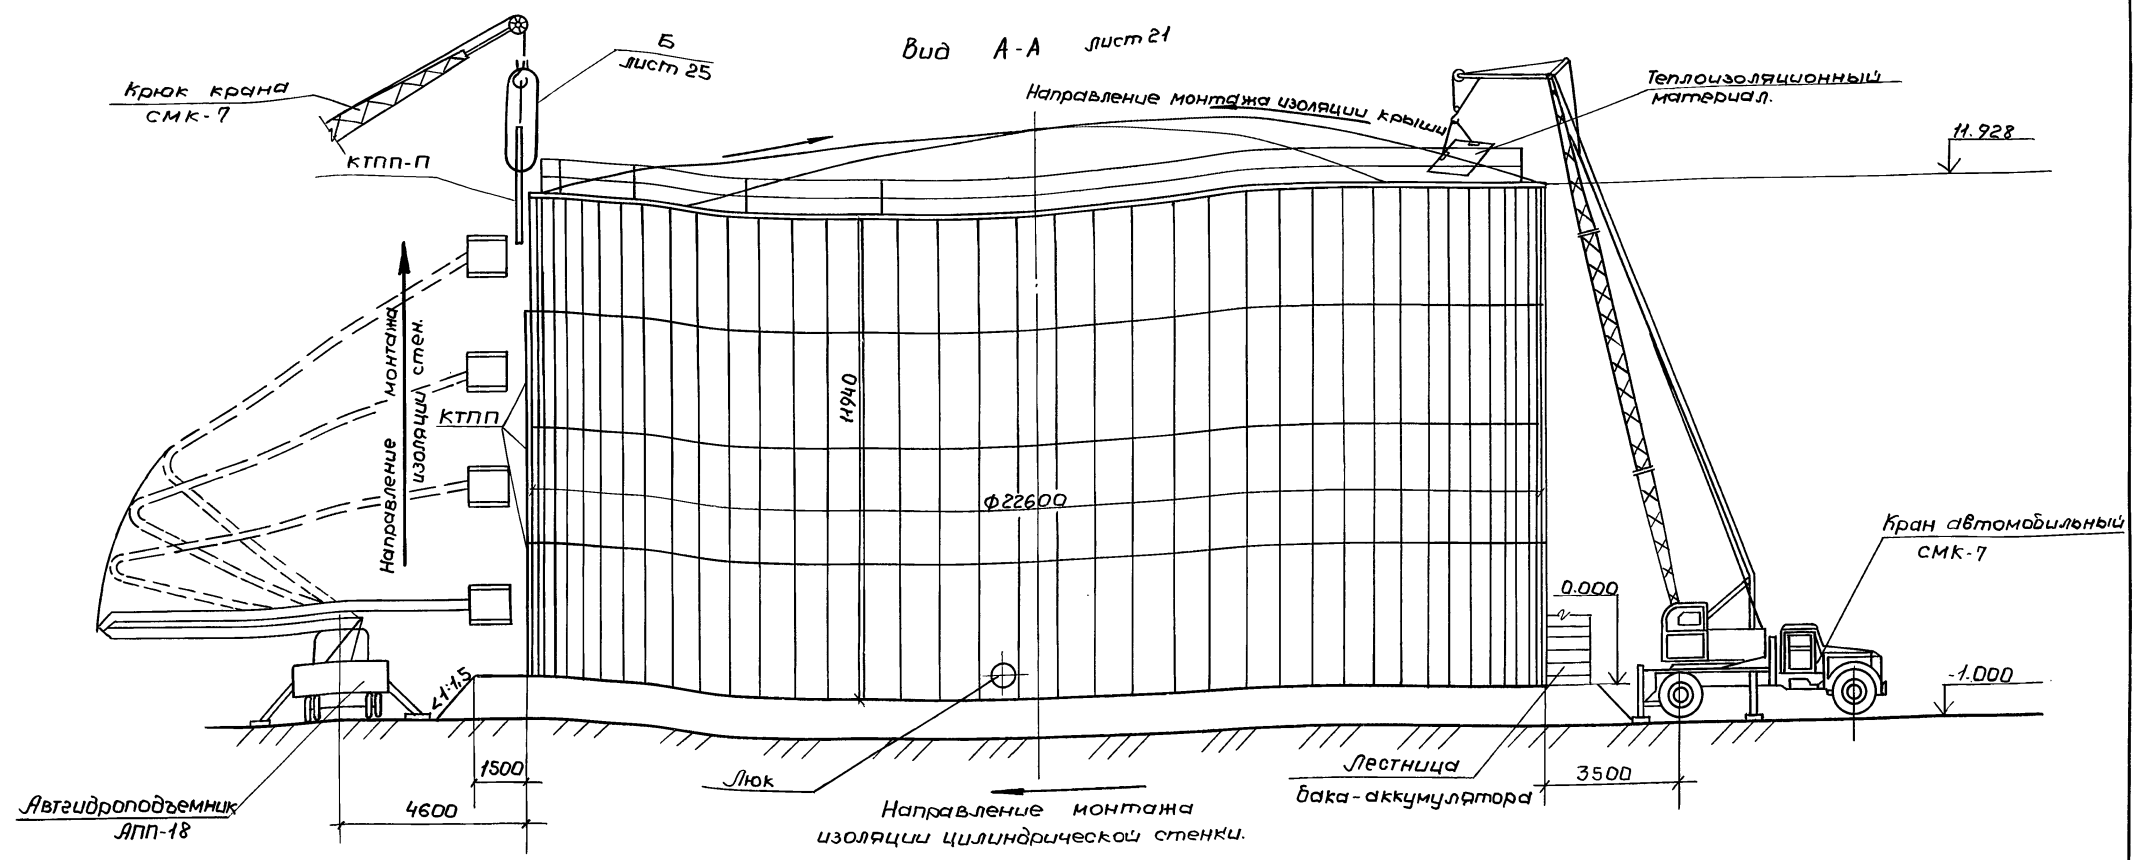 Вид А-А лист 21
Б
лист 25
Крюк крана
СМК-7
КТПП-П
Направление монтажа изоляции крыши
Теплоизоляционный
материал.
11.928
Направление монтажа
изоляции стен.
КТПП
11940
Ф22600
Кран автомобильный
СМК-7
0.000
-1.000
<1:1,5
1500
4600
3500
Автгидроподъемник
АПП-18
Люк
Лестница
бака-аккумулятора
Направление монтажа
изоляции цилиндрической стенки.